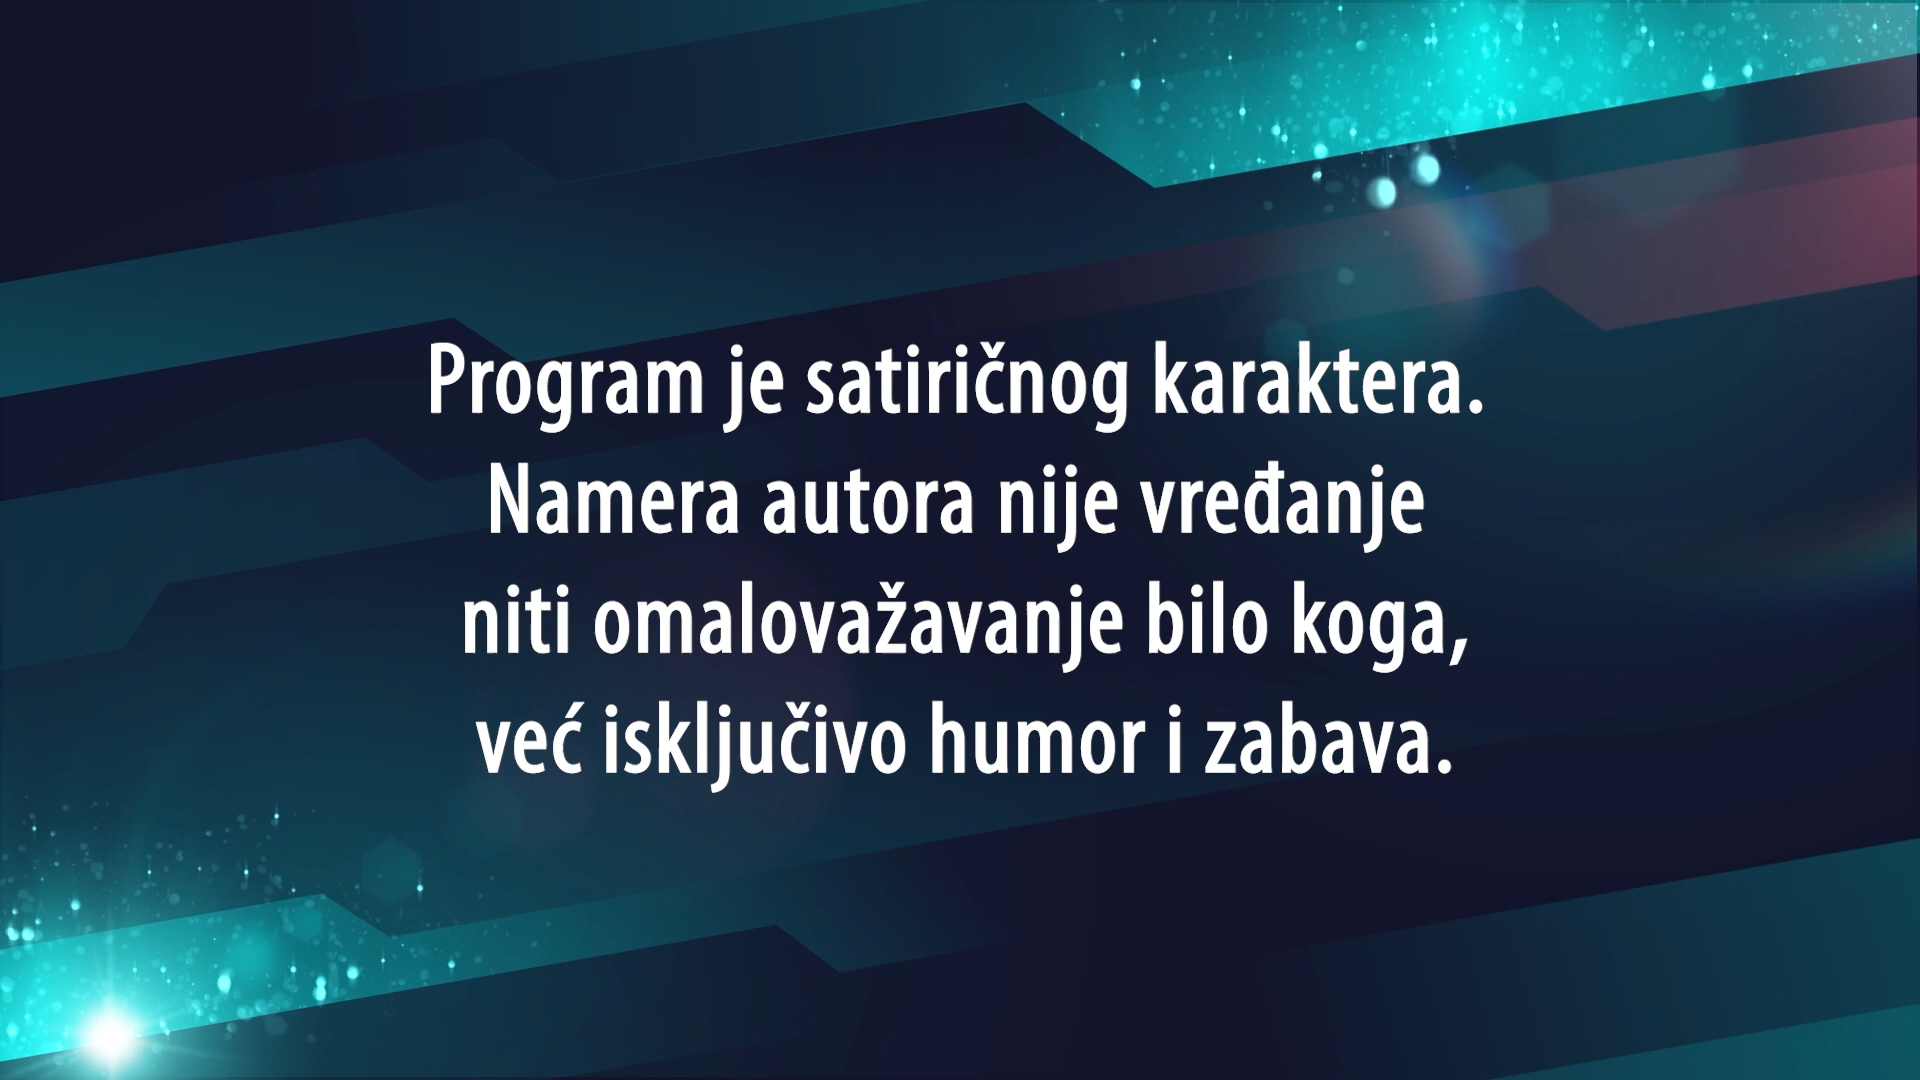 Program je satiričnog karaktera.
Namera autora nije vređanje
niti omalovažavanje bilo koga,
već isključivo humor i zabava.